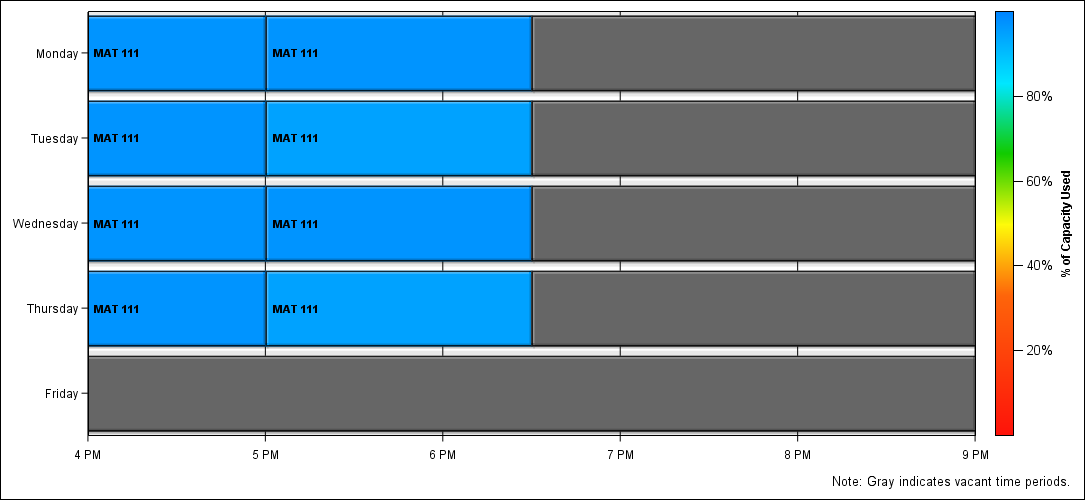 Monday MAT 111 MAT 111
Tuesday MAT 111 MAT 111
Wednesday MAT 111 MAT 111
Thursday MAT 111 MAT 111
Friday
4 PM 5 PM 6 PM 7 PM 8 PM 9 PM
80%
60%
40%
20%
% of Capacity Used
Note: Gray indicates vacant time periods.